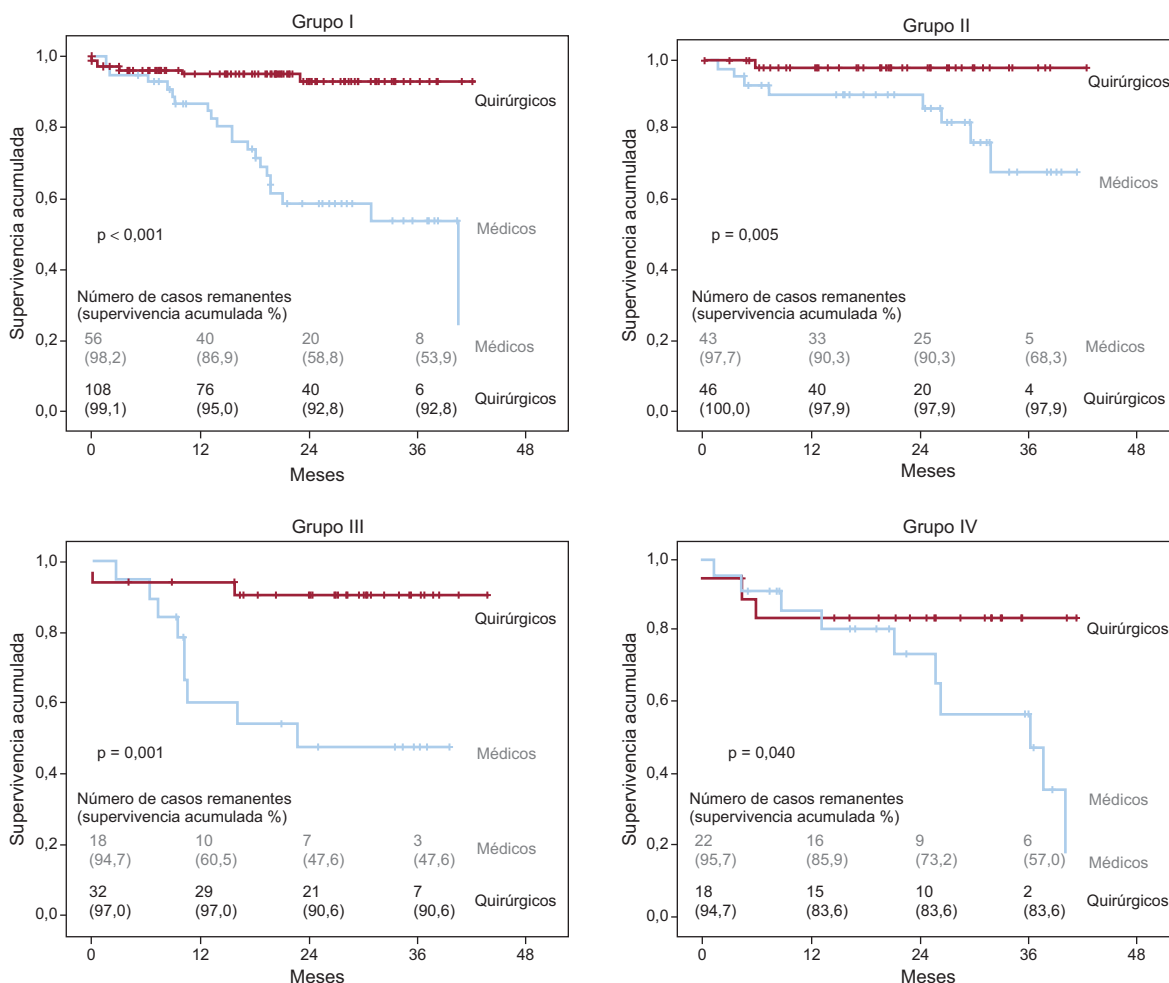 Grupo I
Supervivencia acumulada
1,0
0,8
0,6
0,4
0,2
0,0
Quirúrgicos
Médicos
p < 0,001
Número de casos remanentes
(supervivencia acumulada %)
56 40 20 8
(98,2) (86,9) (58,8) (53,9)
Médicos
108 76 40 6
(99,1) (95,0) (92,8) (92,8)
Quirúrgicos
0 12 24 36 48
Meses
Grupo II
Supervivencia acumulada
1,0
0,8
0,6
0,4
0,2
0,0
Quirúrgicos
Médicos
p = 0,005
Número de casos remanentes
(supervivencia acumulada %)
43 33 25 5
(97,7) (90,3) (90,3) (68,3)
Médicos
46 40 20 4
(100,0) (97,9) (97,9) (97,9)
Quirúrgicos
0 12 24 36 48
Meses
Grupo III
Supervivencia acumulada
1,0
0,8
0,6
0,4
0,2
0,0
Quirúrgicos
Médicos
p = 0,001
Número de casos remanentes
(supervivencia acumulada %)
18 10 7 3
(94,7) (60,5) (47,6) (47,6)
Médicos
32 29 21 7
(97,0) (97,0) (90,6) (90,6)
Quirúrgicos
0 12 24 36 48
Meses
Grupo IV
Supervivencia acumulada
1,0
0,8
0,6
0,4
0,2
0,0
Quirúrgicos
p = 0,040
Médicos
Número de casos remanentes
(supervivencia acumulada %)
22 16 9 6
(95,7) (85,9) (73,2) (57,0)
Médicos
18 15 10 2
(94,7) (83,6) (83,6) (83,6)
Quirúrgicos
0 12 24 36 48
Meses